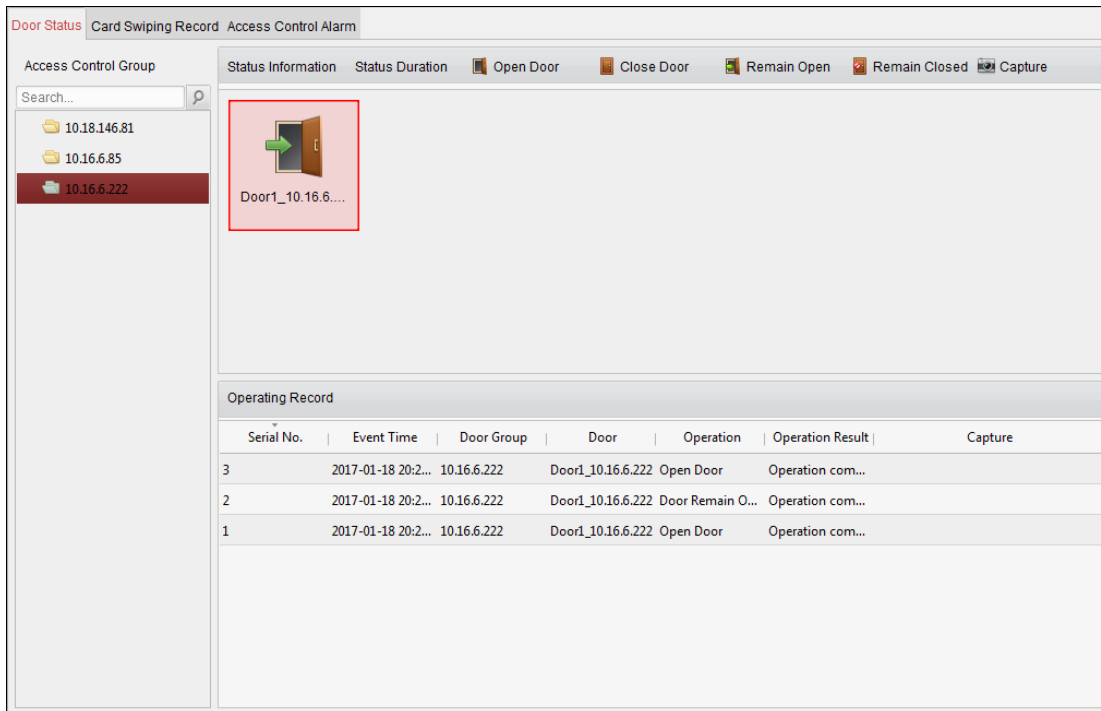 Door Status Card Swiping Record Access Control Alarm
Access Control Group
Search...
10.18.146.81
10.16.6.85
10.16.6.222
Status Information Status Duration Open Door Close Door Remain Open Remain Closed Capture
Door1_10.16.6....
Operating Record
Serial No. Event Time Door Group Door Operation Operation Result Capture
3 2017-01-18 20:2... 10.16.6.222 Door1_10.16.6.222 Open Door Operation com...
2 2017-01-18 20:2... 10.16.6.222 Door1_10.16.6.222 Door Remain O... Operation com...
1 2017-01-18 20:2... 10.16.6.222 Door1_10.16.6.222 Open Door Operation com...